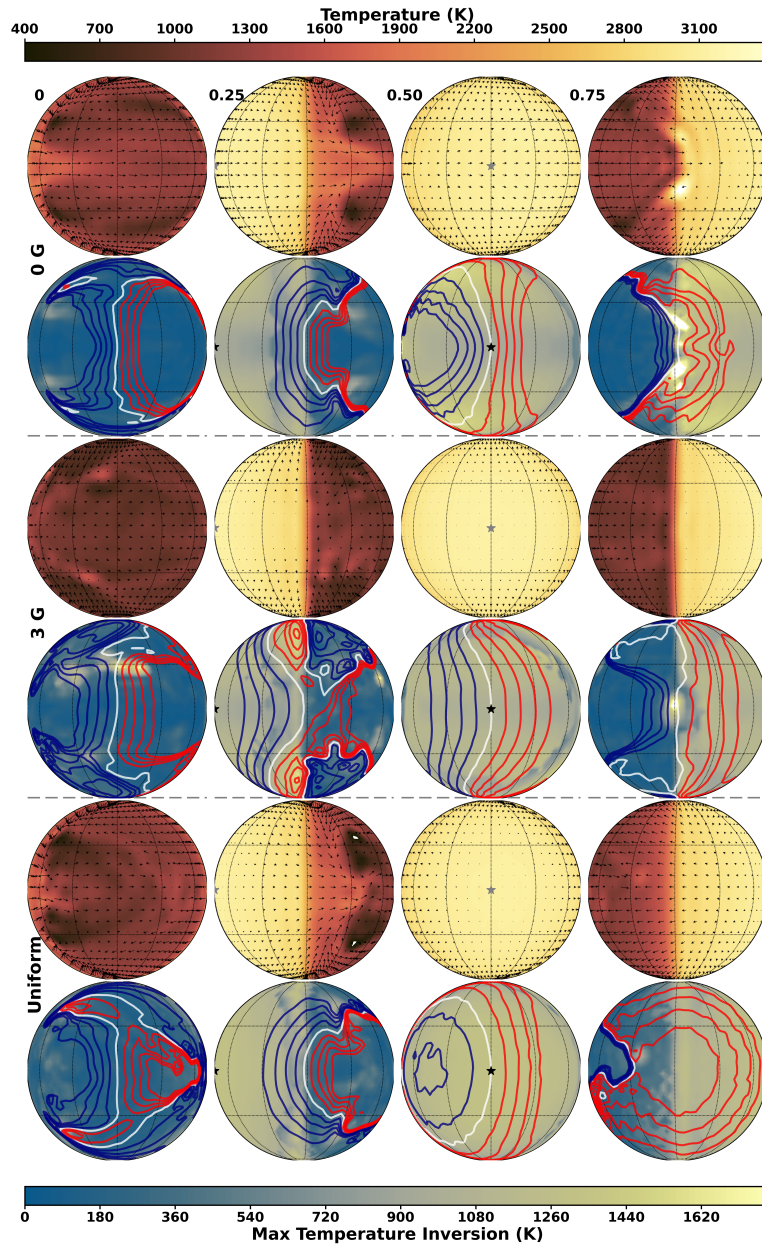 Temperature (K)
400 700 1000 1300 1600 1900 2200 2500 2800 3100
0 0.25 0.50 0.75
0 G
3 G
Uniform
0 180 360 540 720 900 1080 1260 1440 1620
Max Temperature Inversion (K)